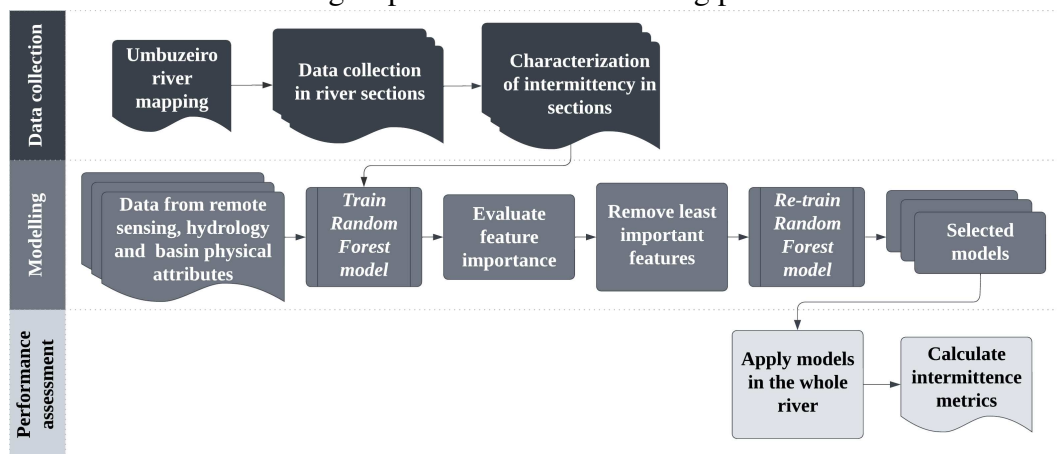 Data collection
Umbuzeiro
river
mapping
Data collection
in river sections
Characterization
of intermittency in
sections
Modelling
Data from remote
sensing, hydrology
and basin physical
attributes
Train
Random
Forest
model
Evaluate
feature
importance
Remove least
important
features
Re-train
Random
Forest
model
Selected
models
Performance
assessment
Apply models
in the whole
river
Calculate
intermittence
metrics